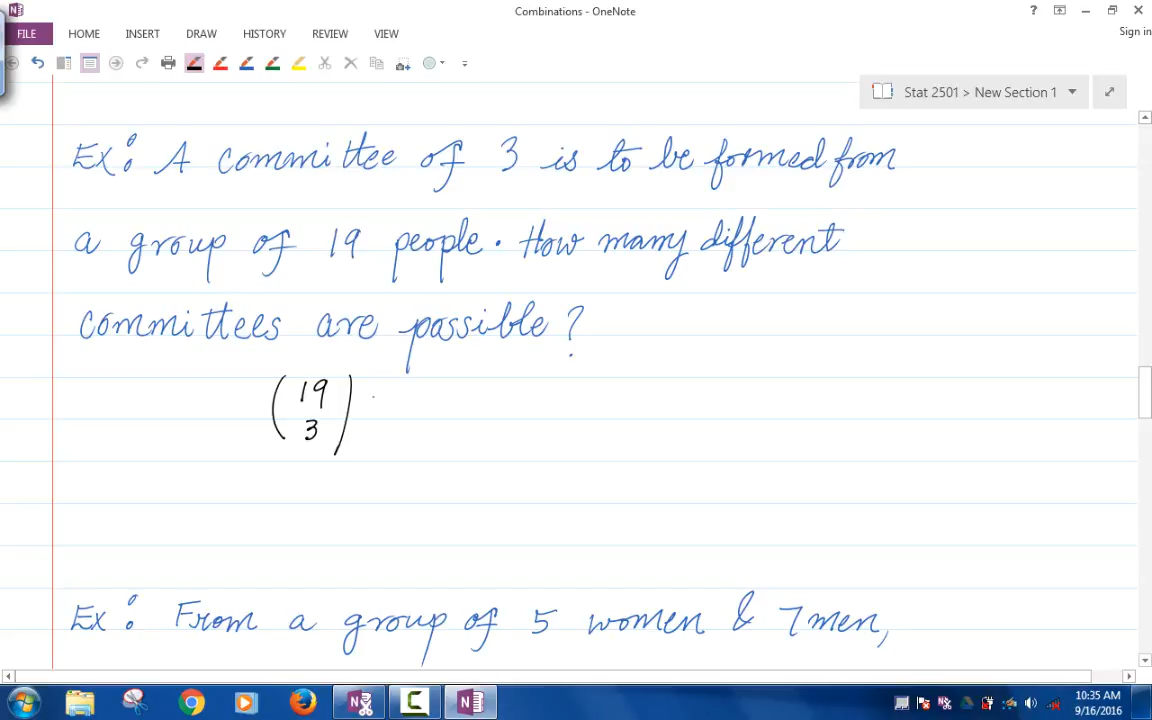 Combinations - OneNote
Sign in
FILE HOME INSERT DRAW HISTORY REVIEW VIEW
Stat 2501 > New Section 1
Ex: A committee of 3 is to be formed from
a group of 19 people. How many different
committees are possible?
(19
3)
Ex: From a group of 5 women & 7 men,
10:35 AM
9/16/2016